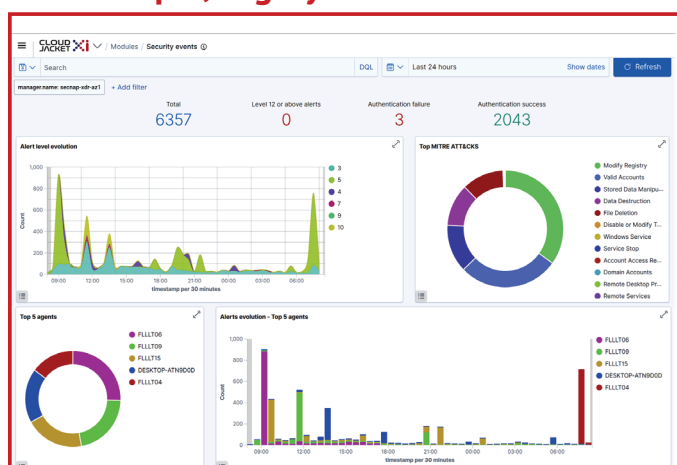 CLOUD JACKET Xi / Modules / Security events
Search DQL Last 24 hours Show dates Refresh
manager.name: secnap-xdr-az1 + Add filter
Total Level 12 or above alerts Authentication failure Authentication success
6357 0 3 2043
Alert level evolution
Count
1,000
800
600
400
200
0
09:00 12:00 15:00 18:00 21:00 00:00 03:00 06:00
timestamp per 30 minutes
3
5
4
7
9
10
Top MITRE ATT&CKS
Modify Registry
Valid Accounts
Stored Data Manipu...
Data Destruction
File Deletion
Disable or Modify T...
Windows Service
Service Stop
Account Access Re...
Domain Accounts
Remote Desktop Pr...
Remote Services
Top 5 agents
FLLLT06
FLLLT09
FLLLT15
DESKTOP-ATN9D0D
FLLLT04
Alerts evolution - Top 5 agents
Count
1,000
800
600
400
200
0
09:00 12:00 15:00 18:00 21:00 00:00 03:00 06:00
timestamp per 30 minutes
FLLLT06
FLLLT09
FLLLT15
DESKTOP-ATN9D0D
FLLLT04